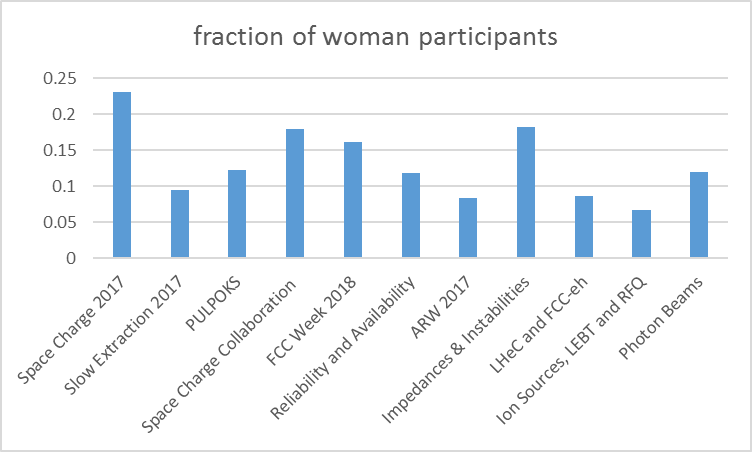 fraction of woman participants
0.25
0.2
0.15
0.1
0.05
0
Space Charge 2017
Slow Extraction 2017
PULPOKS
Space Charge Collaboration
FCC Week 2018
Reliability and Availability
ARW 2017
Impedances & Instabilities
LHeC and FCC-eh
Ion Sources, LEBT and RFQ
Photon Beams